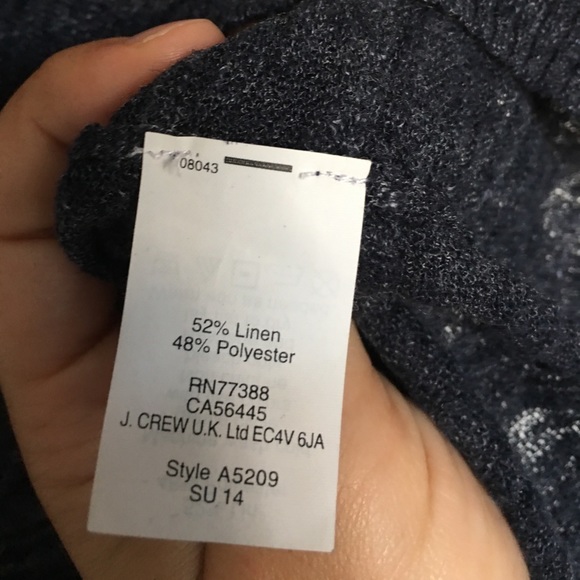 08043
52% Linen
48% Polyester
RN77388
CA56445
J. CREW U.K. Ltd EC4V 6JA
Style A5209
SU 14